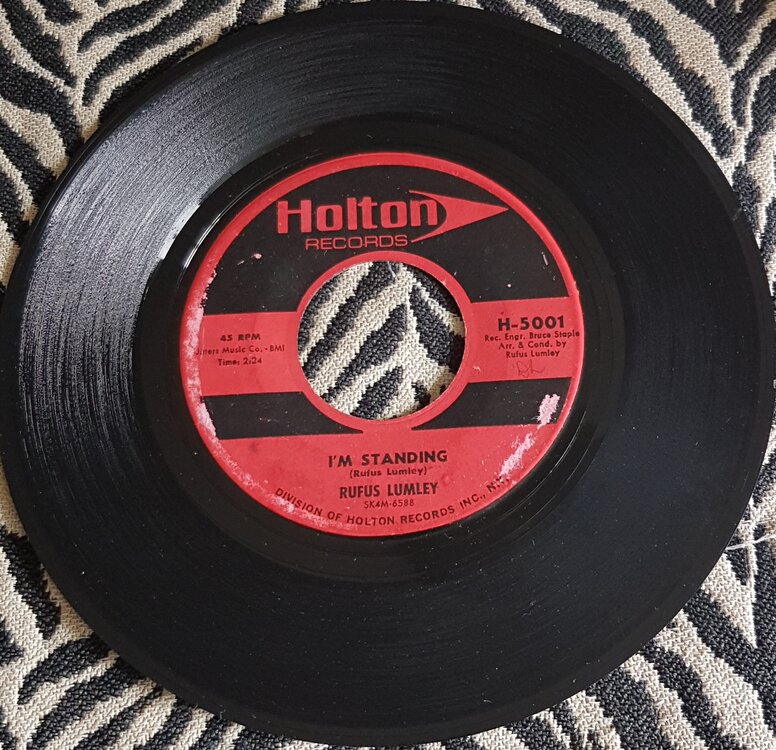 Holton
RECORDS
45 RPM
Music Co. - BMI
Time: 2:24
H-5001
Rec. Engr. Bruce Staple
Arr. & Cond. by
Rufus Lumley
I'M STANDING
(Rufus Lumley)
RUFUS LUMLEY
SK4M-6588
DIVISION OF HOLTON RECORDS INC., N.Y.